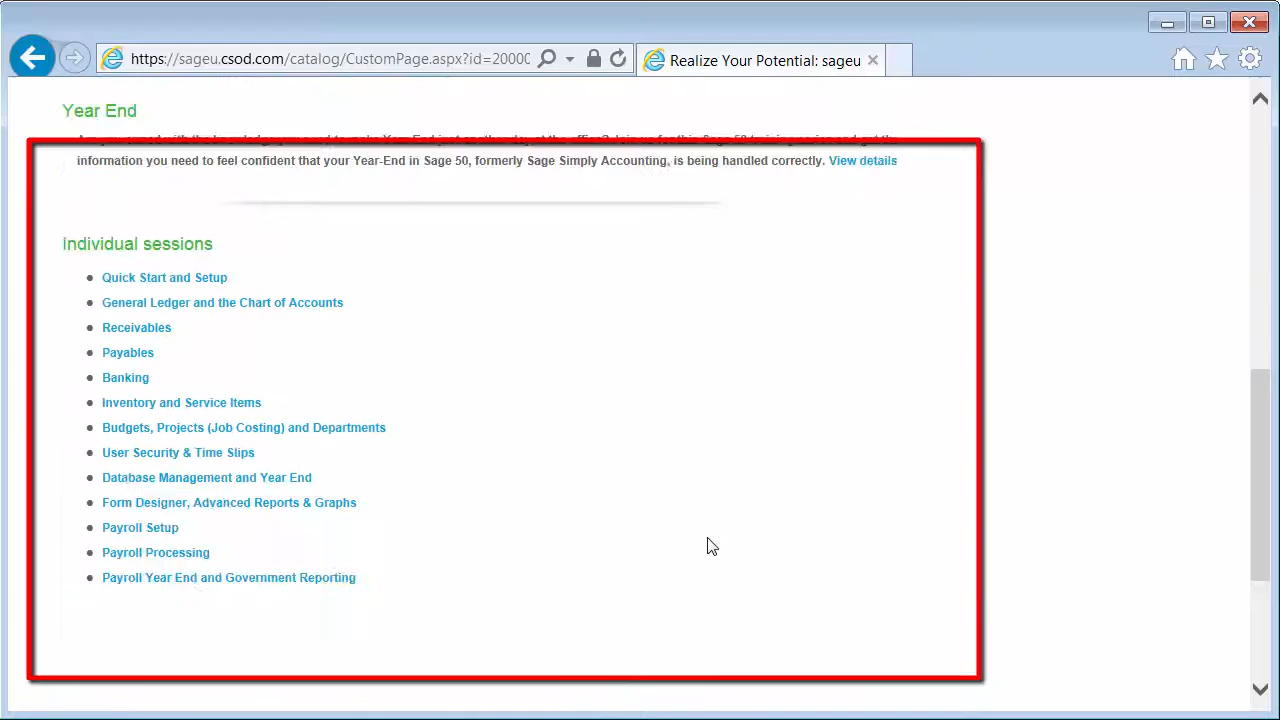 https://sageu.csod.com/catalog/CustomPage.aspx?id=20000
Realize Your Potential: sageu
Year End
information you need to feel confident that your Year-End in Sage 50, formerly Sage Simply Accounting, is being handled correctly. View details
Individual sessions
Quick Start and Setup
General Ledger and the Chart of Accounts
Receivables
Payables
Banking
Inventory and Service Items
Budgets, Projects (Job Costing) and Departments
User Security & Time Slips
Database Management and Year End
Form Designer, Advanced Reports & Graphs
Payroll Setup
Payroll Processing
Payroll Year End and Government Reporting